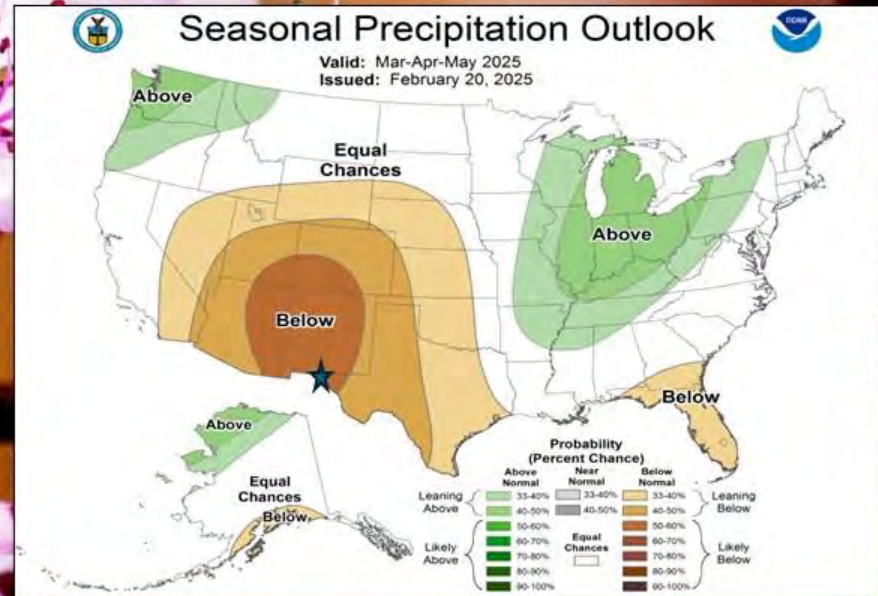 Seasonal Precipitation Outlook
Valid: Mar-Apr-May 2025
Issued: February 20, 2025
NOAA
Above
Equal
Chances
Above
Below
Below
Above
Equal
Chances
Below
Probability
(Percent Chance)
Above
Normal
Near
Normal
Below
Normal
Leaning
Above
33-40%
33-40%
33-40%
Leaning
Below
40-50%
40-50%
40-50%
Likely
Above
50-60%
60-70%
70-80%
80-90%
90-100%
Equal
Chances
50-60%
60-70%
70-80%
80-90%
90-100%
Likely
Below